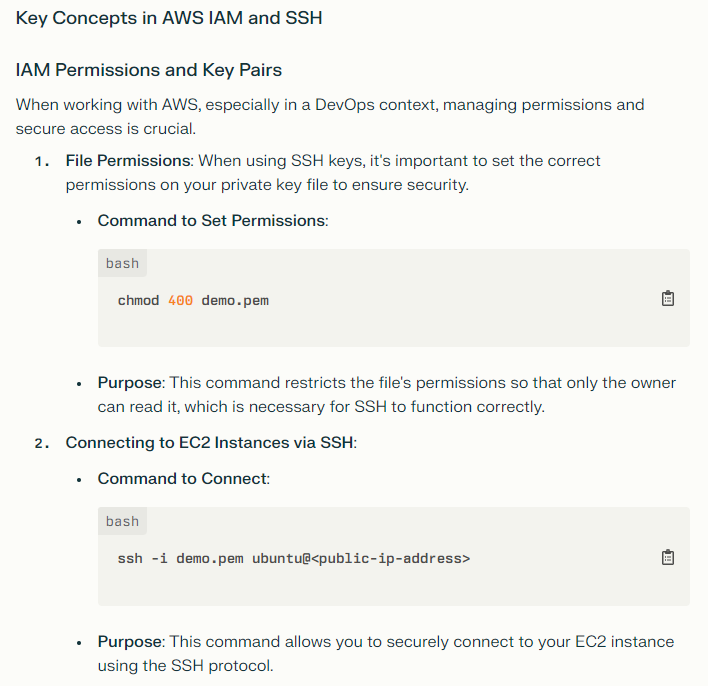 Key Concepts in AWS IAM and SSH
IAM Permissions and Key Pairs
When working with AWS, especially in a DevOps context, managing permissions and
secure access is crucial.
1. File Permissions: When using SSH keys, it's important to set the correct
permissions on your private key file to ensure security.
• Command to Set Permissions:
bash
chmod 400 demo.pem
• Purpose: This command restricts the file's permissions so that only the owner
can read it, which is necessary for SSH to function correctly.
2. Connecting to EC2 Instances via SSH:
• Command to Connect:
bash
ssh -i demo.pem ubuntu@<public-ip-address>
• Purpose: This command allows you to securely connect to your EC2 instance
using the SSH protocol.